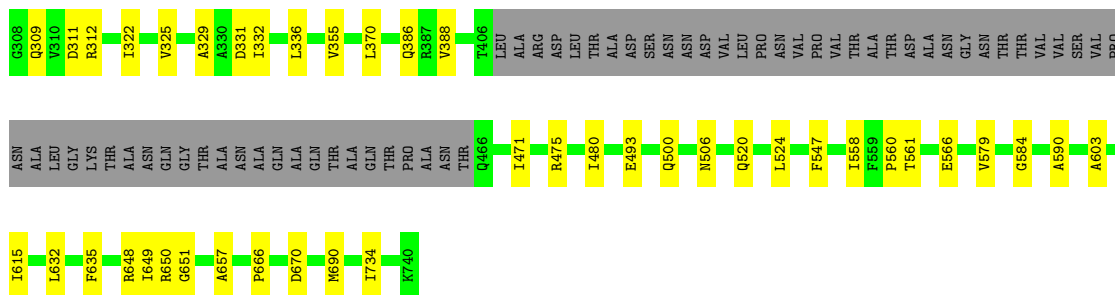 G308 Q309 V310 D311 R312 I322 V325 A329 A330 D331 I332 L336 V355 L370 Q386 R387 V388 T406 LEU ALA ARG ASP LEU THR ALA ASP SER ASN ASN ASP VAL LEU PRO ASN VAL PRO VAL THR ALA THR ASP ALA ASN GLY ASN THR THR VAL VAL SER VAL PRO
ASN ALA LEU GLY LYS THR ALA ASN GLN GLY THR ALA ASN ALA GLN ALA GLN THR ALA GLN THR PRO ALA ASN THR Q466 I471 R475 I480 E493 Q500 N506 Q520 L524 F547 I558 F559 P560 T561 E566 V579 G584 A590 A603
I615 L632 F635 R648 I649 R650 G651 A657 P666 D670 M690 I734 K740